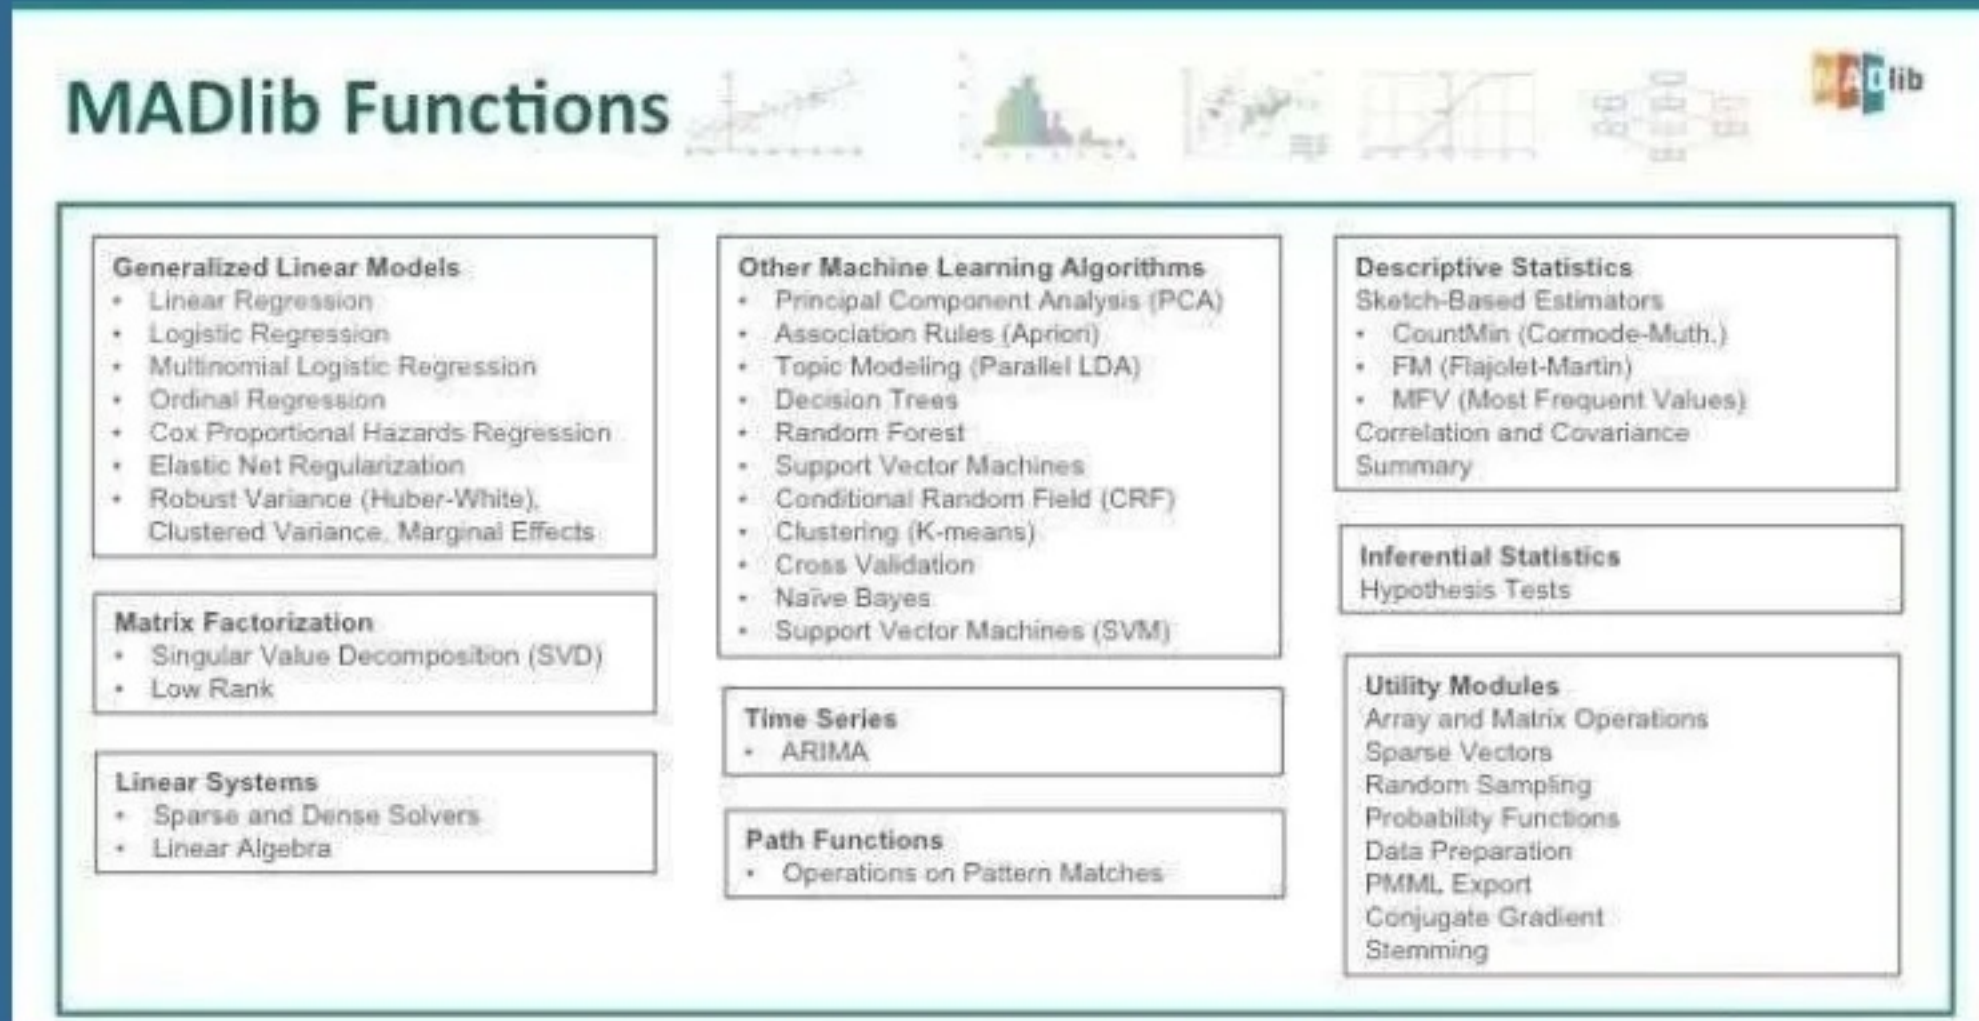 MADlib Functions
MADlib
Generalized Linear Models
• Linear Regression
• Logistic Regression
• Multinomial Logistic Regression
• Ordinal Regression
• Cox Proportional Hazards Regression
• Elastic Net Regularization
• Robust Variance (Huber-White),
Clustered Variance, Marginal Effects
Matrix Factorization
• Singular Value Decomposition (SVD)
• Low Rank
Linear Systems
• Sparse and Dense Solvers
• Linear Algebra
Other Machine Learning Algorithms
• Principal Component Analysis (PCA)
• Association Rules (Apriori)
• Topic Modeling (Parallel LDA)
• Decision Trees
• Random Forest
• Support Vector Machines
• Conditional Random Field (CRF)
• Clustering (K-means)
• Cross Validation
• Naïve Bayes
• Support Vector Machines (SVM)
Time Series
• ARIMA
Path Functions
• Operations on Pattern Matches
Descriptive Statistics
Sketch-Based Estimators
• CountMin (Cormode-Muth.)
• FM (Flajolet-Martin)
• MFV (Most Frequent Values)
Correlation and Covariance
Summary
Inferential Statistics
Hypothesis Tests
Utility Modules
Array and Matrix Operations
Sparse Vectors
Random Sampling
Probability Functions
Data Preparation
PMML Export
Conjugate Gradient
Stemming